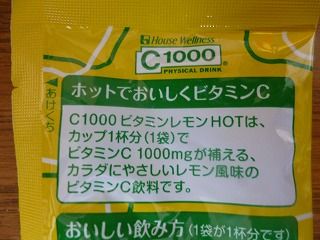 House Wellness
C1000
PHYSICAL DRINK
あけくち
ホットでおいしくビタミンC
C1000 ビタミンレモンHOTは、
カップ1杯分(1袋)で
ビタミンC 1000mgが補える、
カラダにやさしいレモン風味の
ビタミンC飲料です。
おいしい飲み方(1袋が1杯分です)